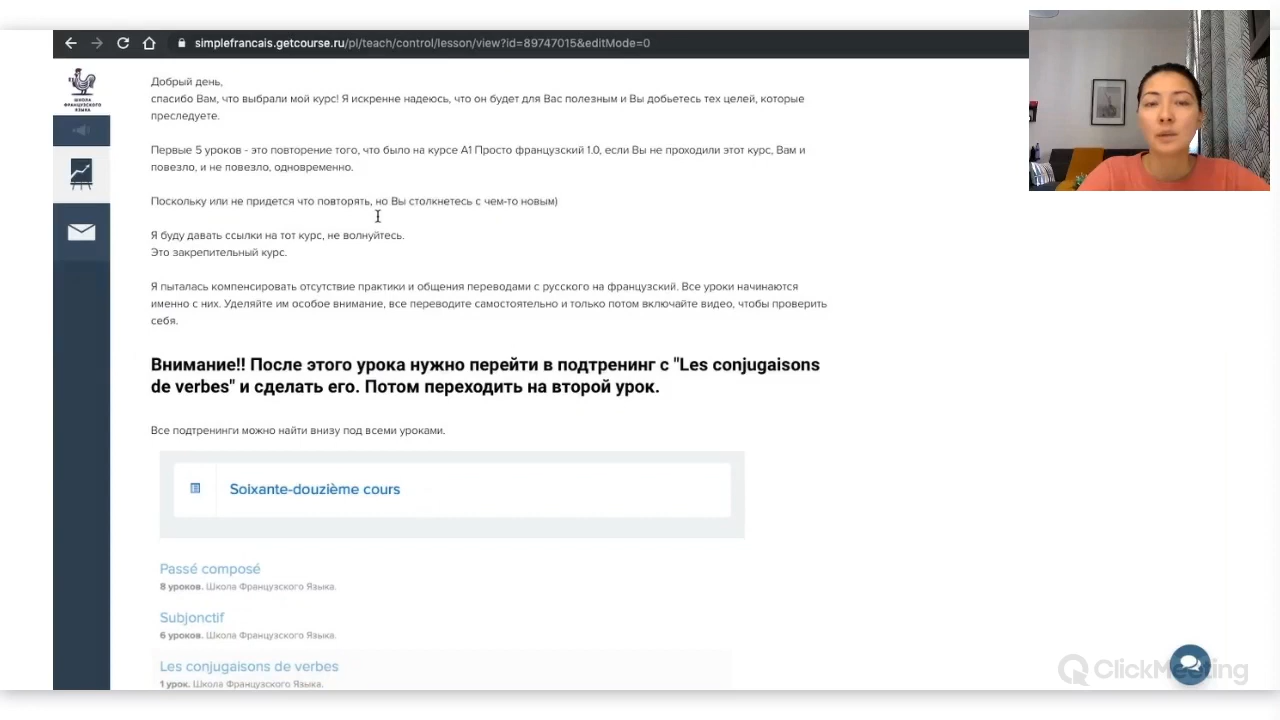 simplefrancais.getcourse.ru/pl/teach/control/lesson/view?id=89747015&editMode=0
ШКОЛА
ФРАНЦУЗСКОГО
ЯЗЫКА
Добрый день,
спасибо Вам, что выбрали мой курс! Я искренне надеюсь, что он будет для Вас полезным и Вы добьетесь тех целей, которые
преследуете.
Первые 5 уроков - это повторение того, что было на курсе А1 Просто французский 1.0, если Вы не проходили этот курс, Вам и
повезло, и не повезло, одновременно.
Поскольку или не придется что повторять, но Вы столкнетесь с чем-то новым)
Я буду давать ссылки на тот курс, не волнуйтесь.
Это закрепительный курс.
Я пыталась компенсировать отсутствие практики и общения переводами с русского на французский. Все уроки начинаются
именно с них. Уделяйте им особое внимание, все переводите самостоятельно и только потом включайте видео, чтобы проверить
себя.
Внимание!! После этого урока нужно перейти в подтренинг с "Les conjugaisons
de verbes" и сделать его. Потом переходить на второй урок.
Все подтренинги можно найти внизу под всеми уроками.
Soixante-douzième cours
Passé composé
8 уроков. Школа Французского Языка.
Subjonctif
6 уроков. Школа Французского Языка.
Les conjugaisons de verbes
1 урок. Школа Французского Языка.
ClickMeeting